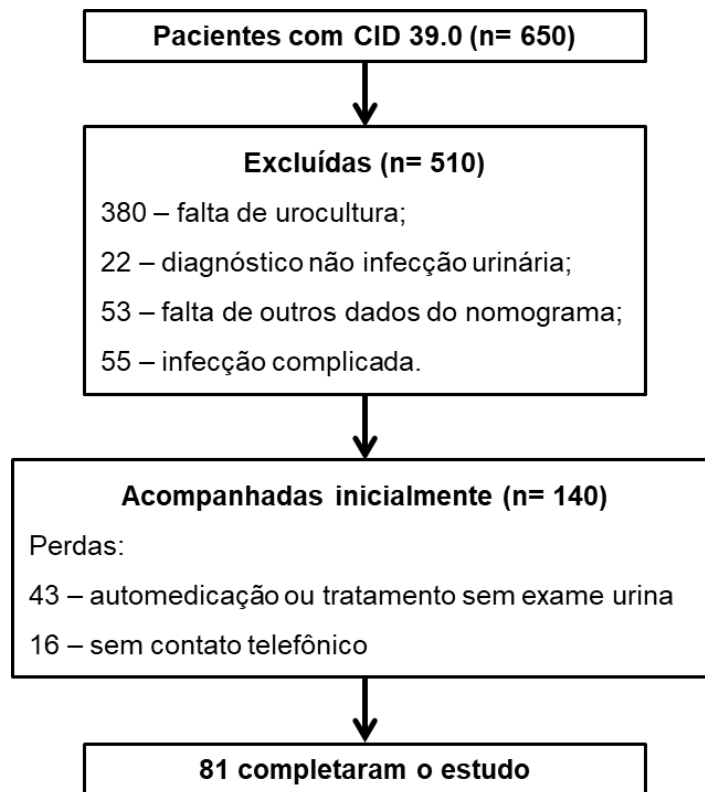 Pacientes com CID 39.0 (n= 650)
Excluídas (n= 510)
380 – falta de urocultura;
22 – diagnóstico não infecção urinária;
53 – falta de outros dados do nomograma;
55 – infecção complicada.
Acompanhadas inicialmente (n= 140)
Perdas:
43 – automedicação ou tratamento sem exame urina
16 – sem contato telefônico
81 completaram o estudo